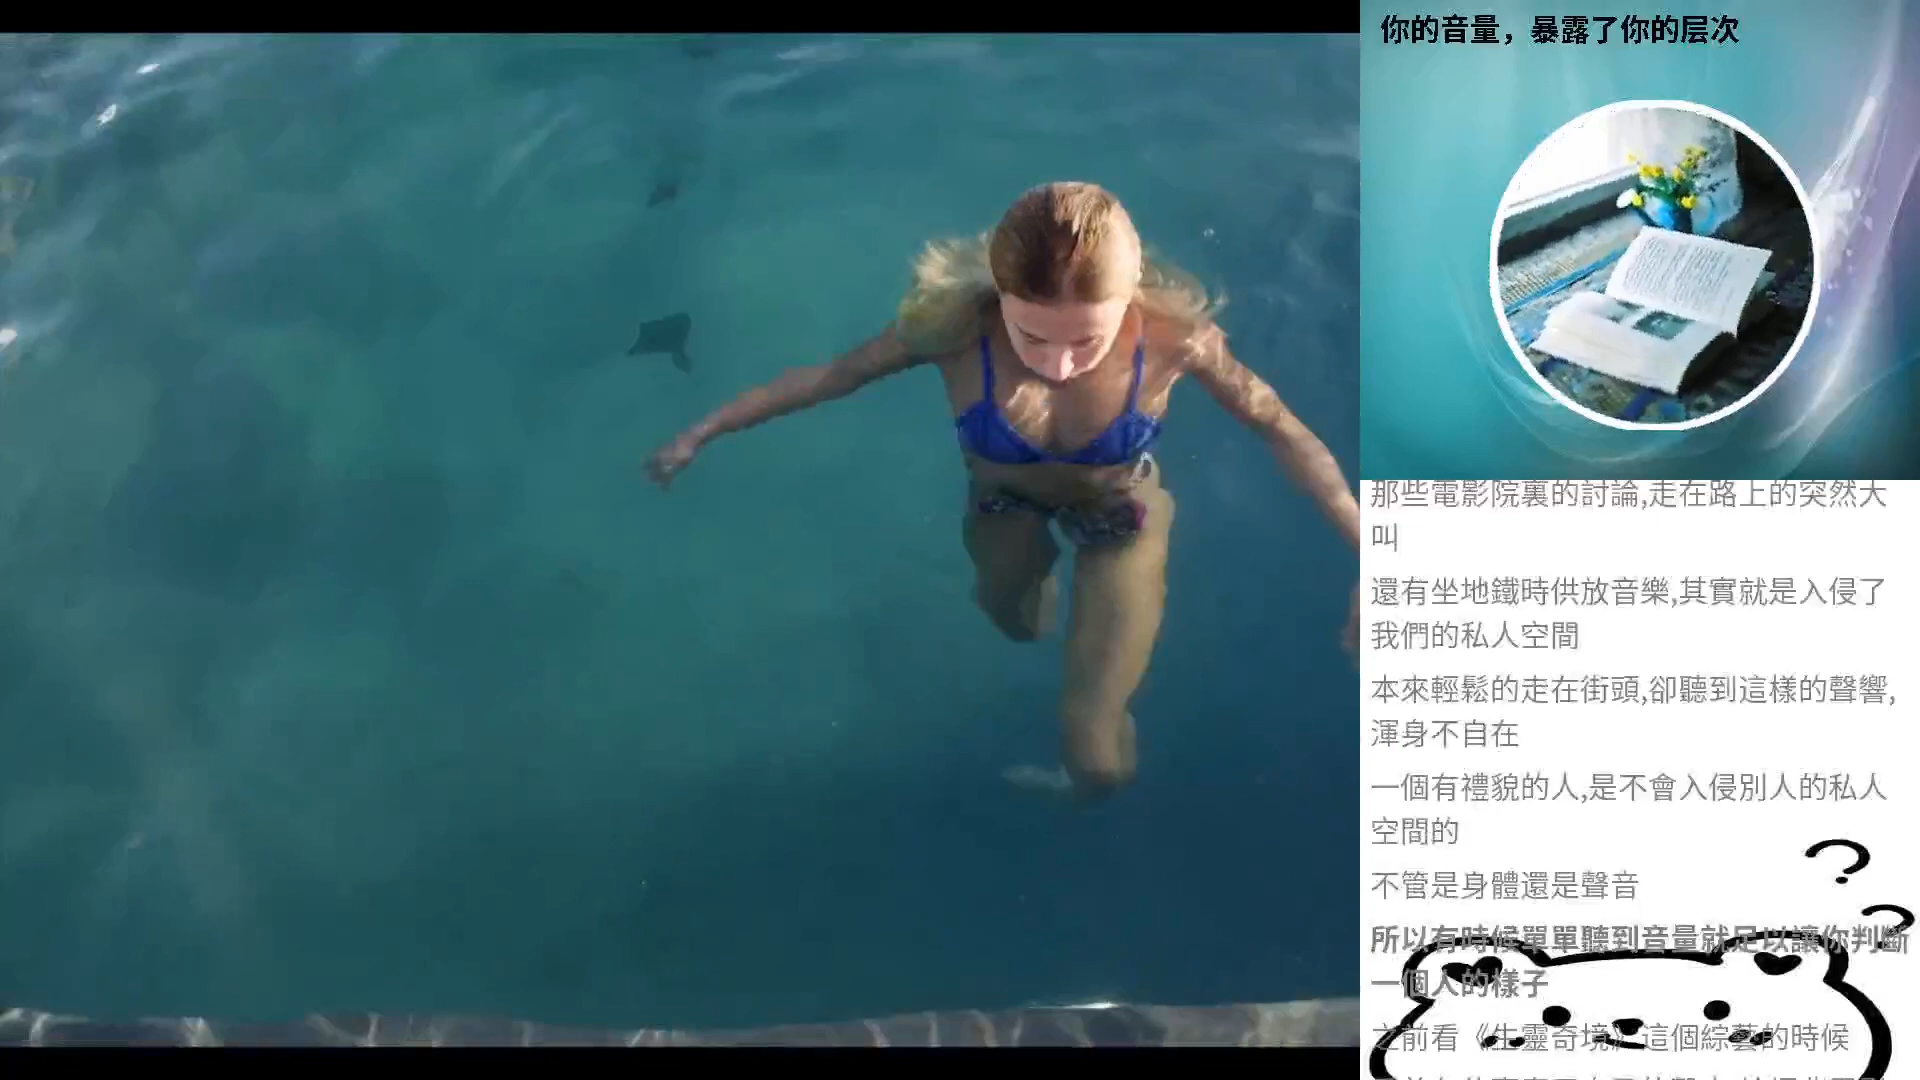 你的音量，暴露了你的层次
那些電影院裏的討論,走在路上的突然大
叫
還有坐地鐵時供放音樂,其實就是入侵了
我們的私人空間
本來輕鬆的走在街頭,卻聽到這樣的聲響,
渾身不自在
一個有禮貌的人,是不會入侵別人的私人
空間的
不管是身體還是聲音
所以有時候單單聽到音量就足以讓你判斷
一個人的樣子
之前看《生靈奇境》這個綜藝的時候